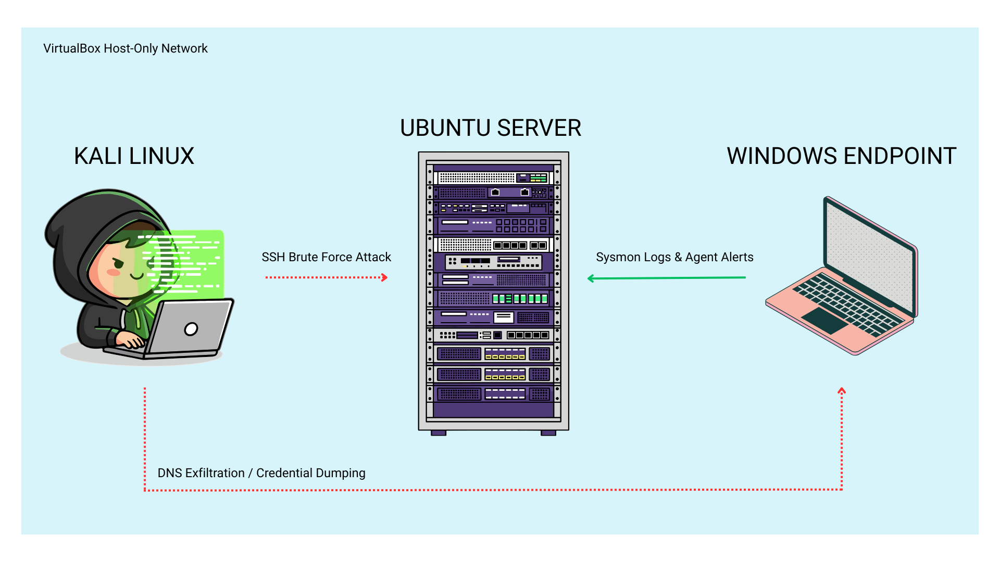 VirtualBox Host-Only Network
UBUNTU SERVER
KALI LINUX
WINDOWS ENDPOINT
SSH Brute Force Attack
Sysmon Logs & Agent Alerts
DNS Exfiltration / Credential Dumping